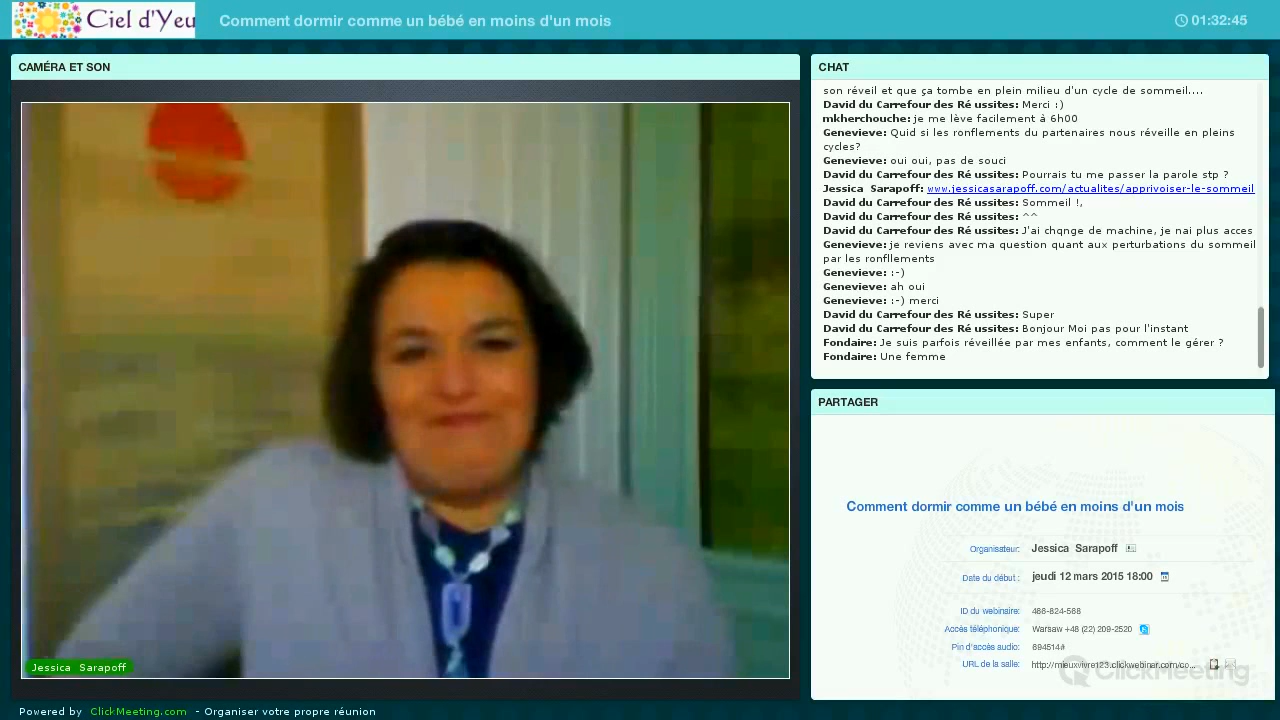 Ciel d'Yeu
Comment dormir comme un bébé en moins d'un mois
01:32:45
CAMÉRA ET SON
Jessica Sarapoff
CHAT
son réveil et que ça tombe en plein milieu d'un cycle de sommeil....
David du Carrefour des Ré ussites: Merci :)
mkherchouche: je me lève facilement à 6h00
Genevieve: Quid si les ronflements du partenaires nous réveille en pleins
cycles?
Genevieve: oui oui, pas de souci
David du Carrefour des Ré ussites: Pourrais tu me passer la parole stp ?
Jessica Sarapoff: www.jessicasarapoff.com/actualites/apprivoiser-le-sommeil
David du Carrefour des Ré ussites: Sommeil !,
David du Carrefour des Ré ussites: ^^
David du Carrefour des Ré ussites: J'ai chqnge de machine, je nai plus acces
Genevieve: je reviens avec ma question quant aux perturbations du sommeil
par les ronfllements
Genevieve: :-)
Genevieve: ah oui
Genevieve: :-) merci
David du Carrefour des Ré ussites: Super
David du Carrefour des Ré ussites: Bonjour Moi pas pour l'instant
Fondaire: Je suis parfois réveillée par mes enfants, comment le gérer ?
Fondaire: Une femme
PARTAGER
Comment dormir comme un bébé en moins d'un mois
Organisateur: Jessica Sarapoff
Date du début : jeudi 12 mars 2015 18:00
ID du webinaire: 466-824-568
Accès téléphonique: Warsaw +48 (22) 209-2520
Pin d'accès audio: 694514#
URL de la salle: http://mieuxvivre123.clickwebinar.com/co...
ClickMeeting
Powered by ClickMeeting.com - Organiser votre propre réunion